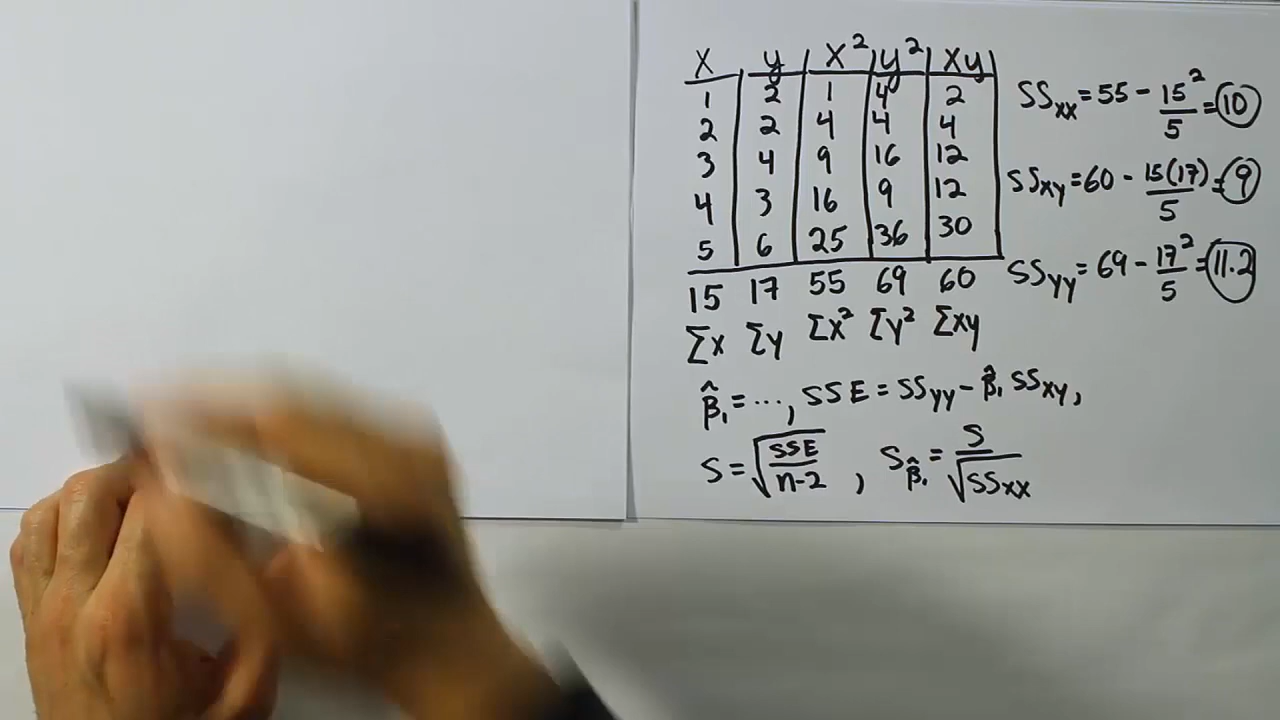 x y x² y² xy
1 2 1 4 2
2 2 4 4 4
3 4 9 16 12
4 3 16 9 12
5 6 25 36 30
15 17 55 69 60
Σx Σy Σx² Σy² Σxy
SSxx = 55 - 15²/5 = 10
SSxy = 60 - 15(17)/5 = 9
SSyy = 69 - 17²/5 = 11.2
β̂₁ = ..., SSE = SSyy - β̂₁ SSxy,
S = √(SSE/n-2), Sβ̂₁ = S/√SSxx